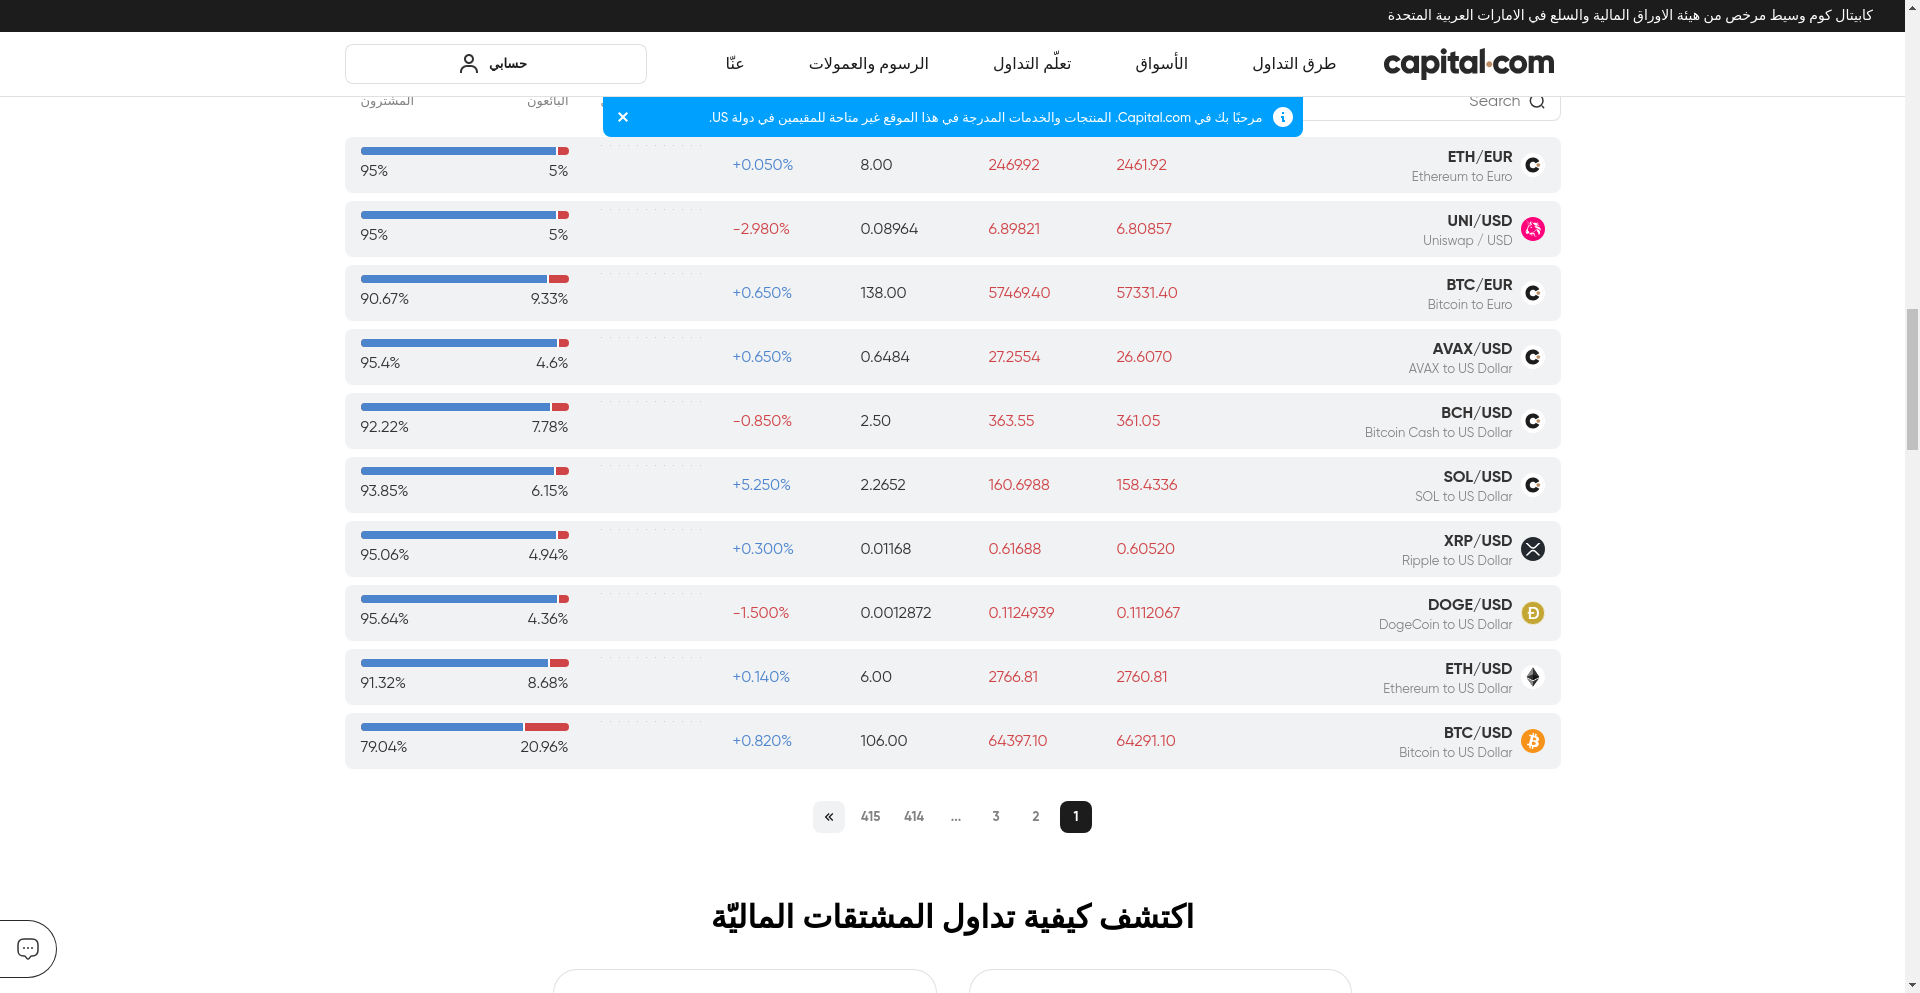 كابيتال كوم وسيط مرخص من هيئة الاوراق المالية والسلع في الامارات العربية المتحدة
capital.com
طرق التداول
الأسواق
تعلّم التداول
الرسوم والعمولات
عنّا
حسابي
Search
البائعون
المشترون
مرحبًا بك في Capital.com. المنتجات والخدمات المدرجة في هذا الموقع غير متاحة للمقيمين في دولة US.
ETH/EUR
Ethereum to Euro
2461.92
2469.92
8.00
+0.050%
5%
95%
UNI/USD
Uniswap / USD
6.80857
6.89821
0.08964
-2.980%
5%
95%
BTC/EUR
Bitcoin to Euro
57331.40
57469.40
138.00
+0.650%
9.33%
90.67%
AVAX/USD
AVAX to US Dollar
26.6070
27.2554
0.6484
+0.650%
4.6%
95.4%
BCH/USD
Bitcoin Cash to US Dollar
361.05
363.55
2.50
-0.850%
7.78%
92.22%
SOL/USD
SOL to US Dollar
158.4336
160.6988
2.2652
+5.250%
6.15%
93.85%
XRP/USD
Ripple to US Dollar
0.60520
0.61688
0.01168
+0.300%
4.94%
95.06%
DOGE/USD
DogeCoin to US Dollar
0.1112067
0.1124939
0.0012872
-1.500%
4.36%
95.64%
ETH/USD
Ethereum to US Dollar
2760.81
2766.81
6.00
+0.140%
8.68%
91.32%
BTC/USD
Bitcoin to US Dollar
64291.10
64397.10
106.00
+0.820%
20.96%
79.04%
1
2
3
...
414
415
»
اكتشف كيفية تداول المشتقات الماليّة